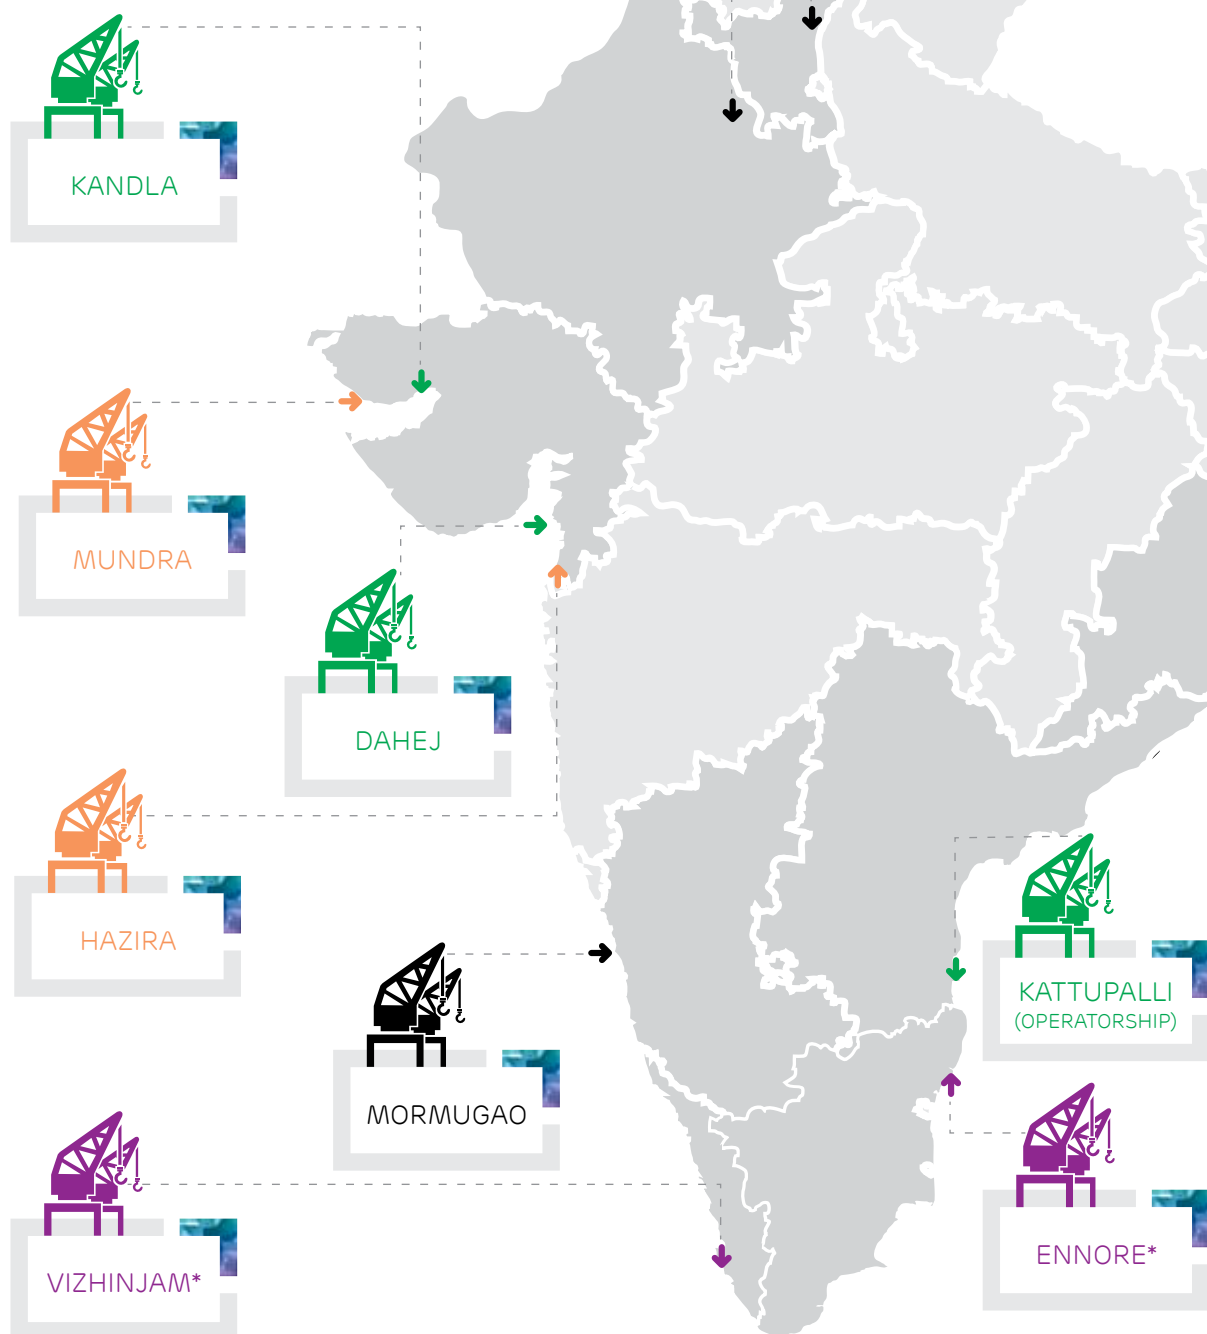 KANDLA
MUNDRA
DAHEJ
HAZIRA
KATTUPALLI
(OPERATORSHIP)
MORMUGAO
ENNORE*
VIZHINJAM*